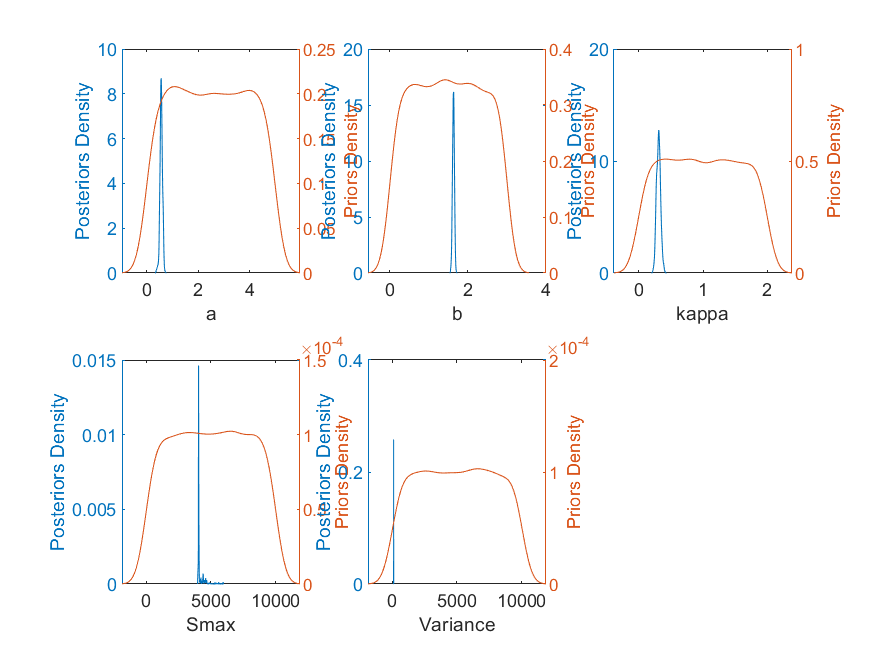 10
8
6
4
2
0
Posteriors Density
0 2 4
a
0.25
0.2
0.15
0.1
0.05
0
Priors Density
20
15
10
5
0
Posteriors Density
0 2 4
b
0.4
0.3
0.2
0.1
0
Priors Density
20
10
0
Posteriors Density
0 1 2
kappa
1
0.5
0
Priors Density
0.015
0.01
0.005
0
Posteriors Density
0 5000 10000
Smax
×10-4
1.5
1
0.5
0
Priors Density
0.4
0.2
0
Posteriors Density
0 5000 10000
Variance
×10-4
2
1
0
Priors Density